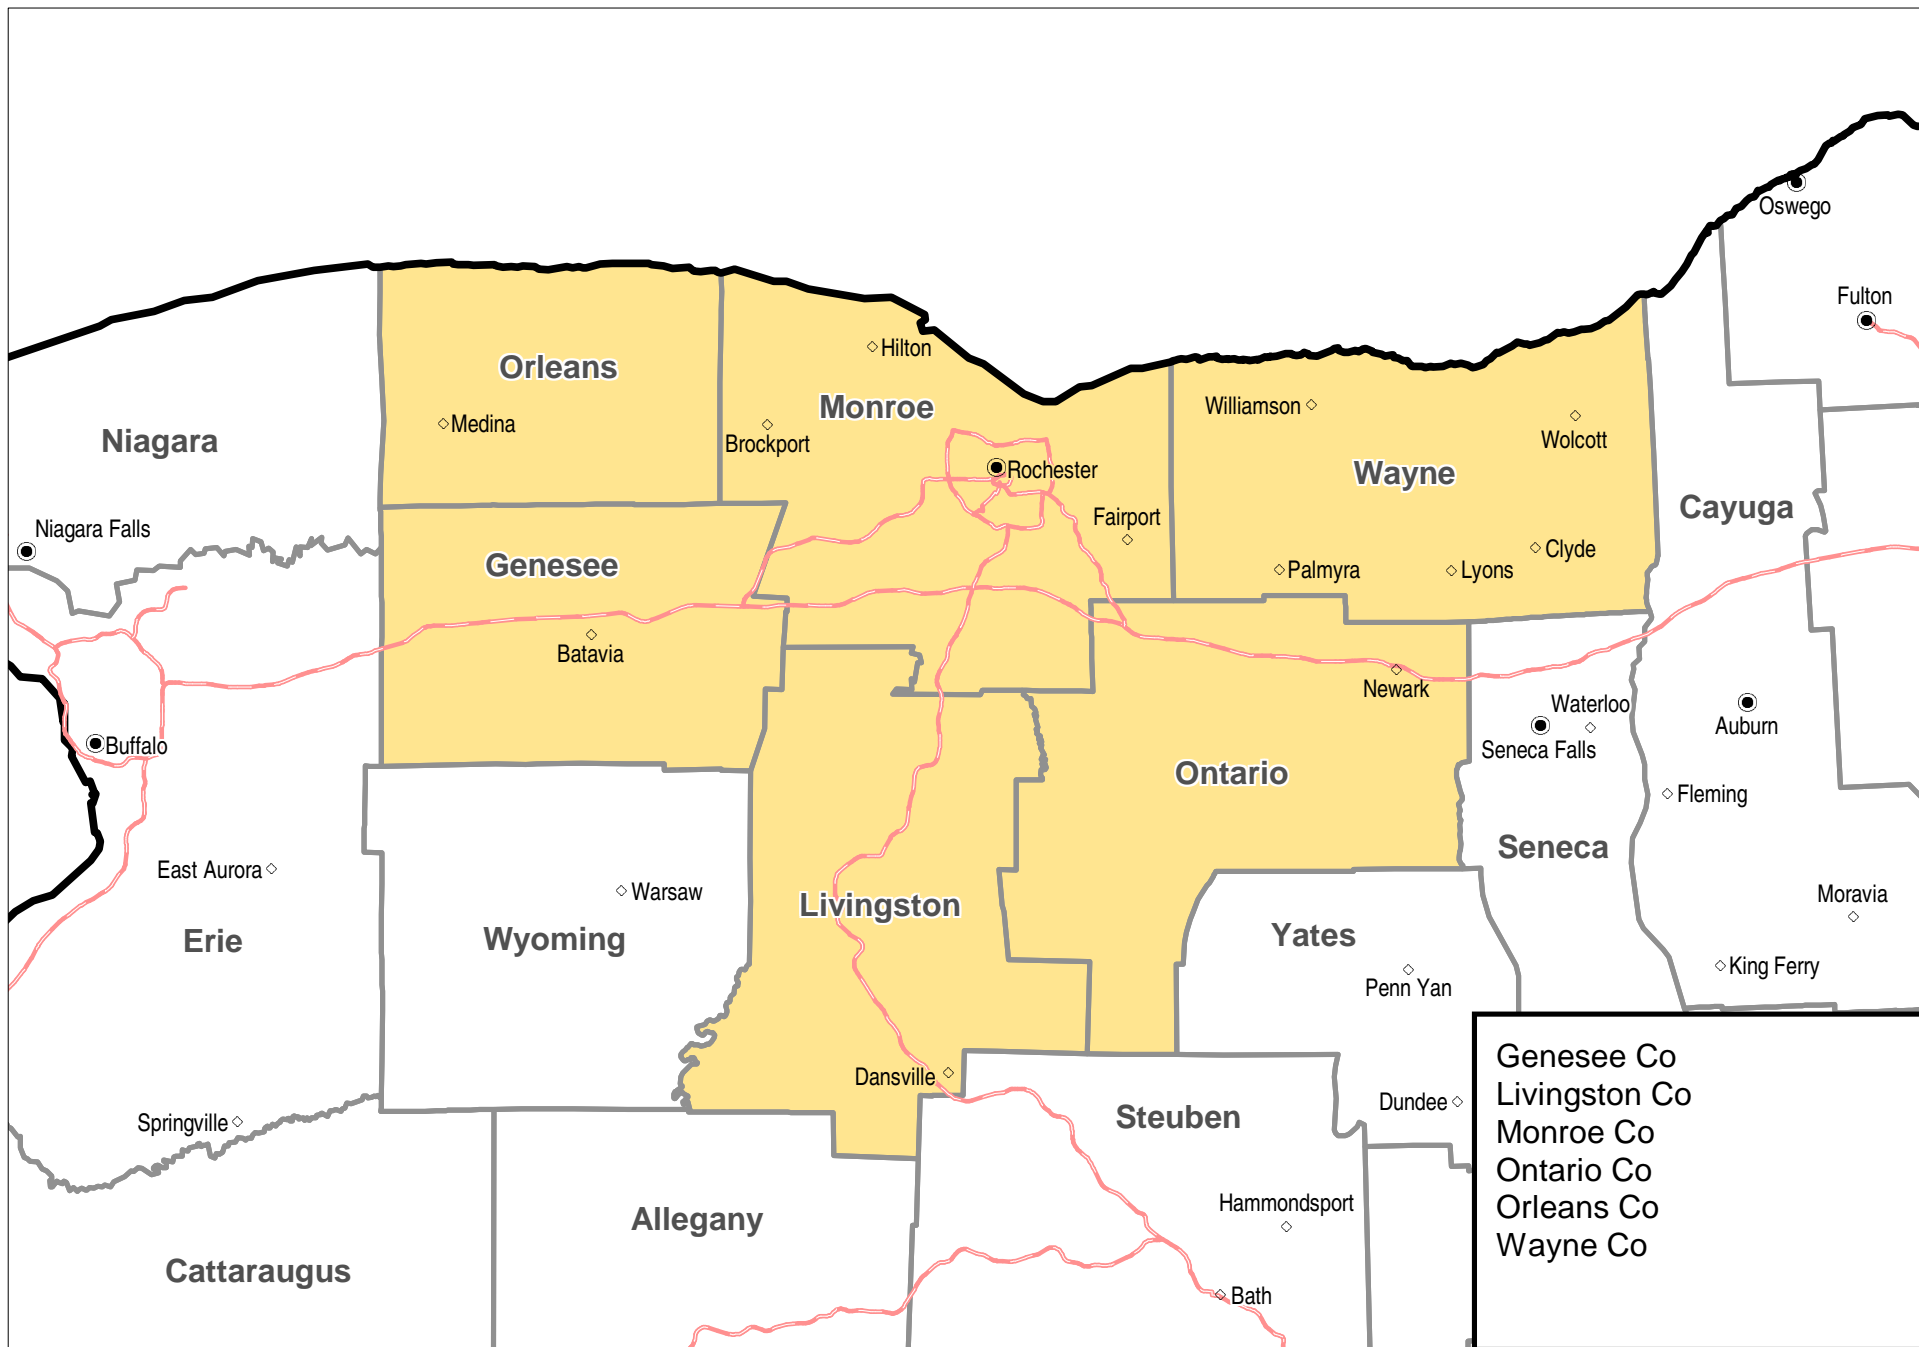 Oswego
Fulton
Hilton
Orleans
Monroe
Williamson
Medina
Wolcott
Niagara
Brockport
Rochester
Wayne
Cayuga
Fairport
Niagara Falls
Clyde
Genesee
Palmyra
Lyons
Batavia
Newark
Waterloo
Auburn
Buffalo
Seneca Falls
Ontario
Fleming
Seneca
East Aurora
Warsaw
Moravia
Livingston
Yates
Erie
Wyoming
King Ferry
Penn Yan
Genesee Co
Livingston Co
Monroe Co
Ontario Co
Orleans Co
Wayne Co
Dansville
Dundee
Steuben
Springville
Hammondsport
Allegany
Cattaraugus
Bath